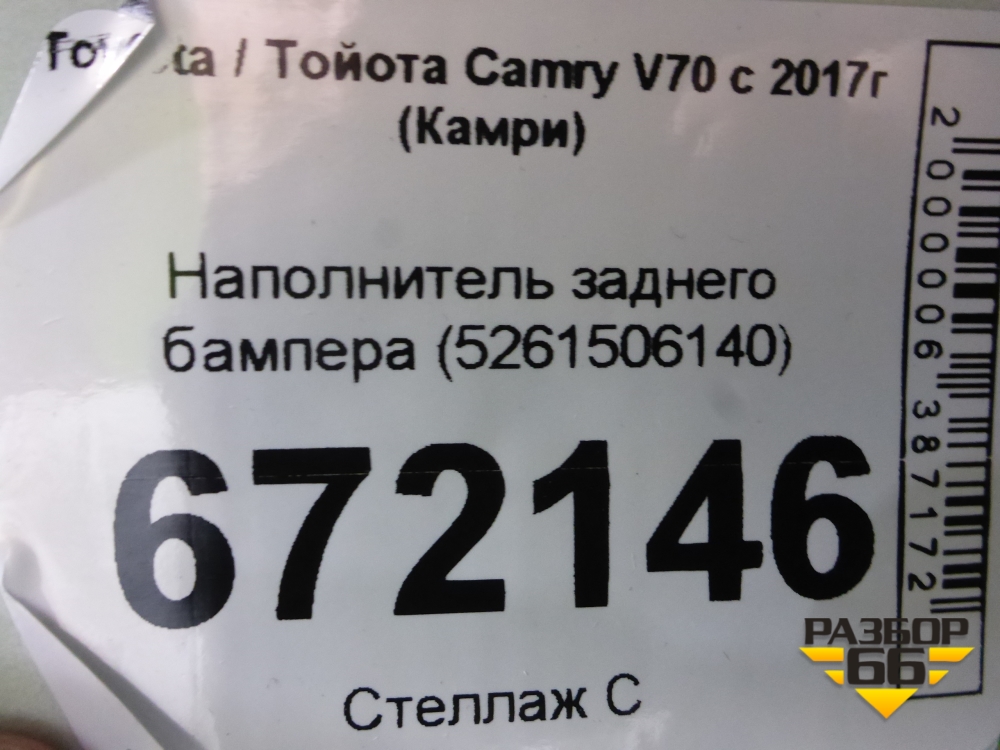 / Тойота Camry V70 с 2017г
(Камри)
Наполнитель заднего
бампера (5261506140)
672146
Стеллаж С
2000006387172
РАЗБОР
66